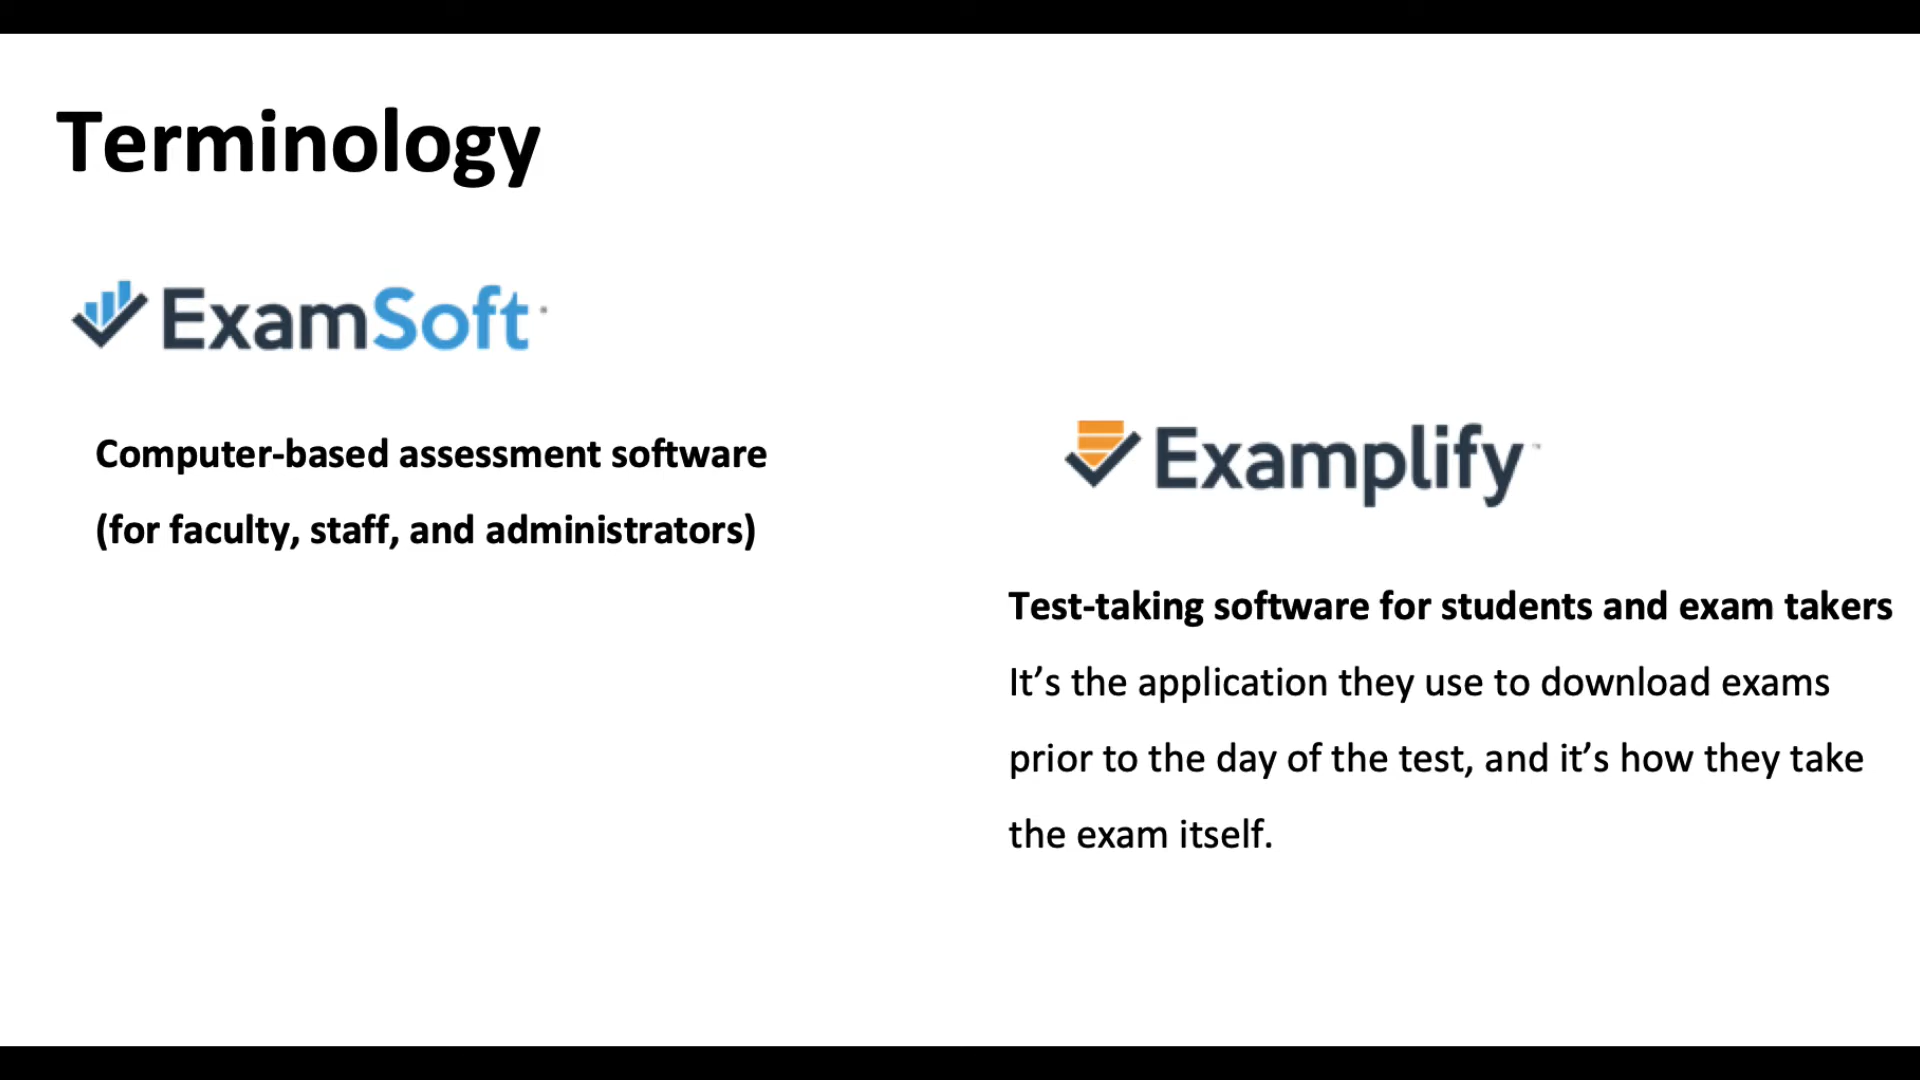 Terminology
ExamSoft
Computer-based assessment software
(for faculty, staff, and administrators)
Examplify
Test-taking software for students and exam takers
It’s the application they use to download exams
prior to the day of the test, and it’s how they take
the exam itself.